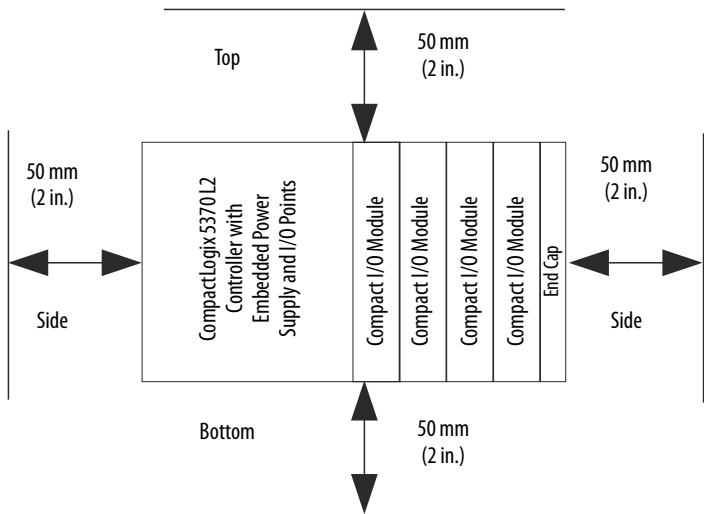 Top
50 mm
(2 in.)
50 mm
(2 in.)
Side
CompactLogix 5370 L2
Controller with
Embedded Power
Supply and I/O Points
Compact I/O Module
Compact I/O Module
Compact I/O Module
Compact I/O Module
End Cap
50 mm
(2 in.)
Side
Bottom
50 mm
(2 in.)